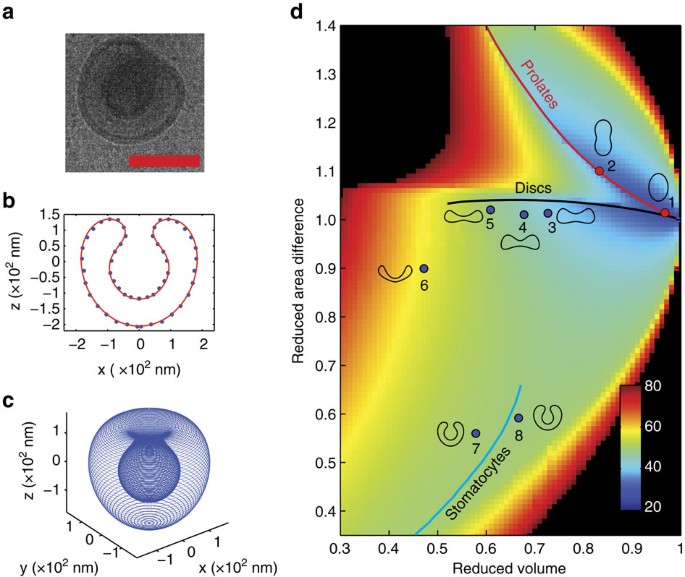 a
b
1.5
1
0.5
0
−0.5
−1
−1.5
−2
z (×10² nm)
−2 −1 0 1 2
x ( ×10² nm)
c
1
0
−1
z (×10² nm)
1
0
−1
y (×10² nm)
−1
0
1
x (×10² nm)
d
1.4
1.3
1.2
1.1
1.0
0.9
0.8
0.7
0.6
0.5
0.4
Reduced area difference
0.3 0.4 0.5 0.6 0.7 0.8 0.9 1
Reduced volume
Prolates
2
1
Discs
5 4 3
6
7
8
Stomatocytes
80
60
40
20